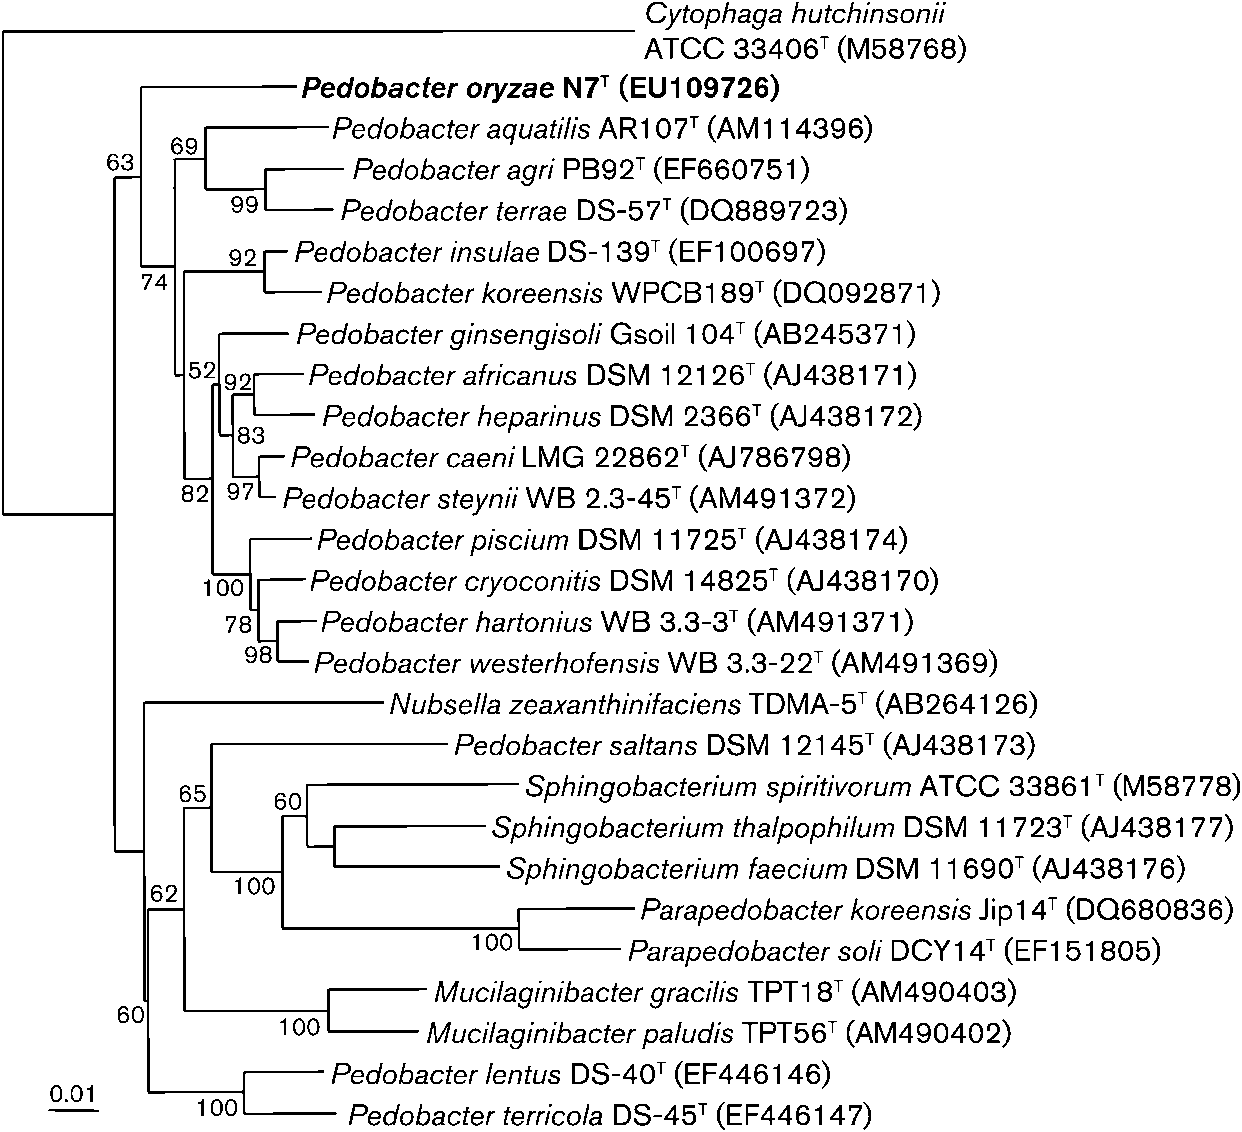 Cytophaga hutchinsonii
ATCC 33406ᵀ (M58768)
Pedobacter oryzae N7ᵀ (EU109726)
Pedobacter aquatilis AR107ᵀ (AM114396)
69
63
Pedobacter agri PB92ᵀ (EF660751)
99
Pedobacter terrae DS-57ᵀ (DQ889723)
Pedobacter insulae DS-139ᵀ (EF100697)
92
74
Pedobacter koreensis WPCB189ᵀ (DQ092871)
Pedobacter ginsengisoli Gsoil 104ᵀ (AB245371)
52
92
Pedobacter africanus DSM 12126ᵀ (AJ438171)
Pedobacter heparinus DSM 2366ᵀ (AJ438172)
83
Pedobacter caeni LMG 22862ᵀ (AJ786798)
82
97
Pedobacter steynii WB 2.3-45ᵀ (AM491372)
Pedobacter piscium DSM 11725ᵀ (AJ438174)
100
Pedobacter cryoconitis DSM 14825ᵀ (AJ438170)
78
Pedobacter hartonius WB 3.3-3ᵀ (AM491371)
98
Pedobacter westerhofensis WB 3.3-22ᵀ (AM491369)
Nubsella zeaxanthinifaciens TDMA-5ᵀ (AB264126)
Pedobacter saltans DSM 12145ᵀ (AJ438173)
65
60
Sphingobacterium spiritivorum ATCC 33861ᵀ (M58778)
Sphingobacterium thalpophilum DSM 11723ᵀ (AJ438177)
Sphingobacterium faecium DSM 11690ᵀ (AJ438176)
100
62
Parapedobacter koreensis Jip14ᵀ (DQ680836)
100
Parapedobacter soli DCY14ᵀ (EF151805)
Mucilaginibacter gracilis TPT18ᵀ (AM490403)
60
100
Mucilaginibacter paludis TPT56ᵀ (AM490402)
Pedobacter lentus DS-40ᵀ (EF446146)
0.01
100
Pedobacter terricola DS-45ᵀ (EF446147)